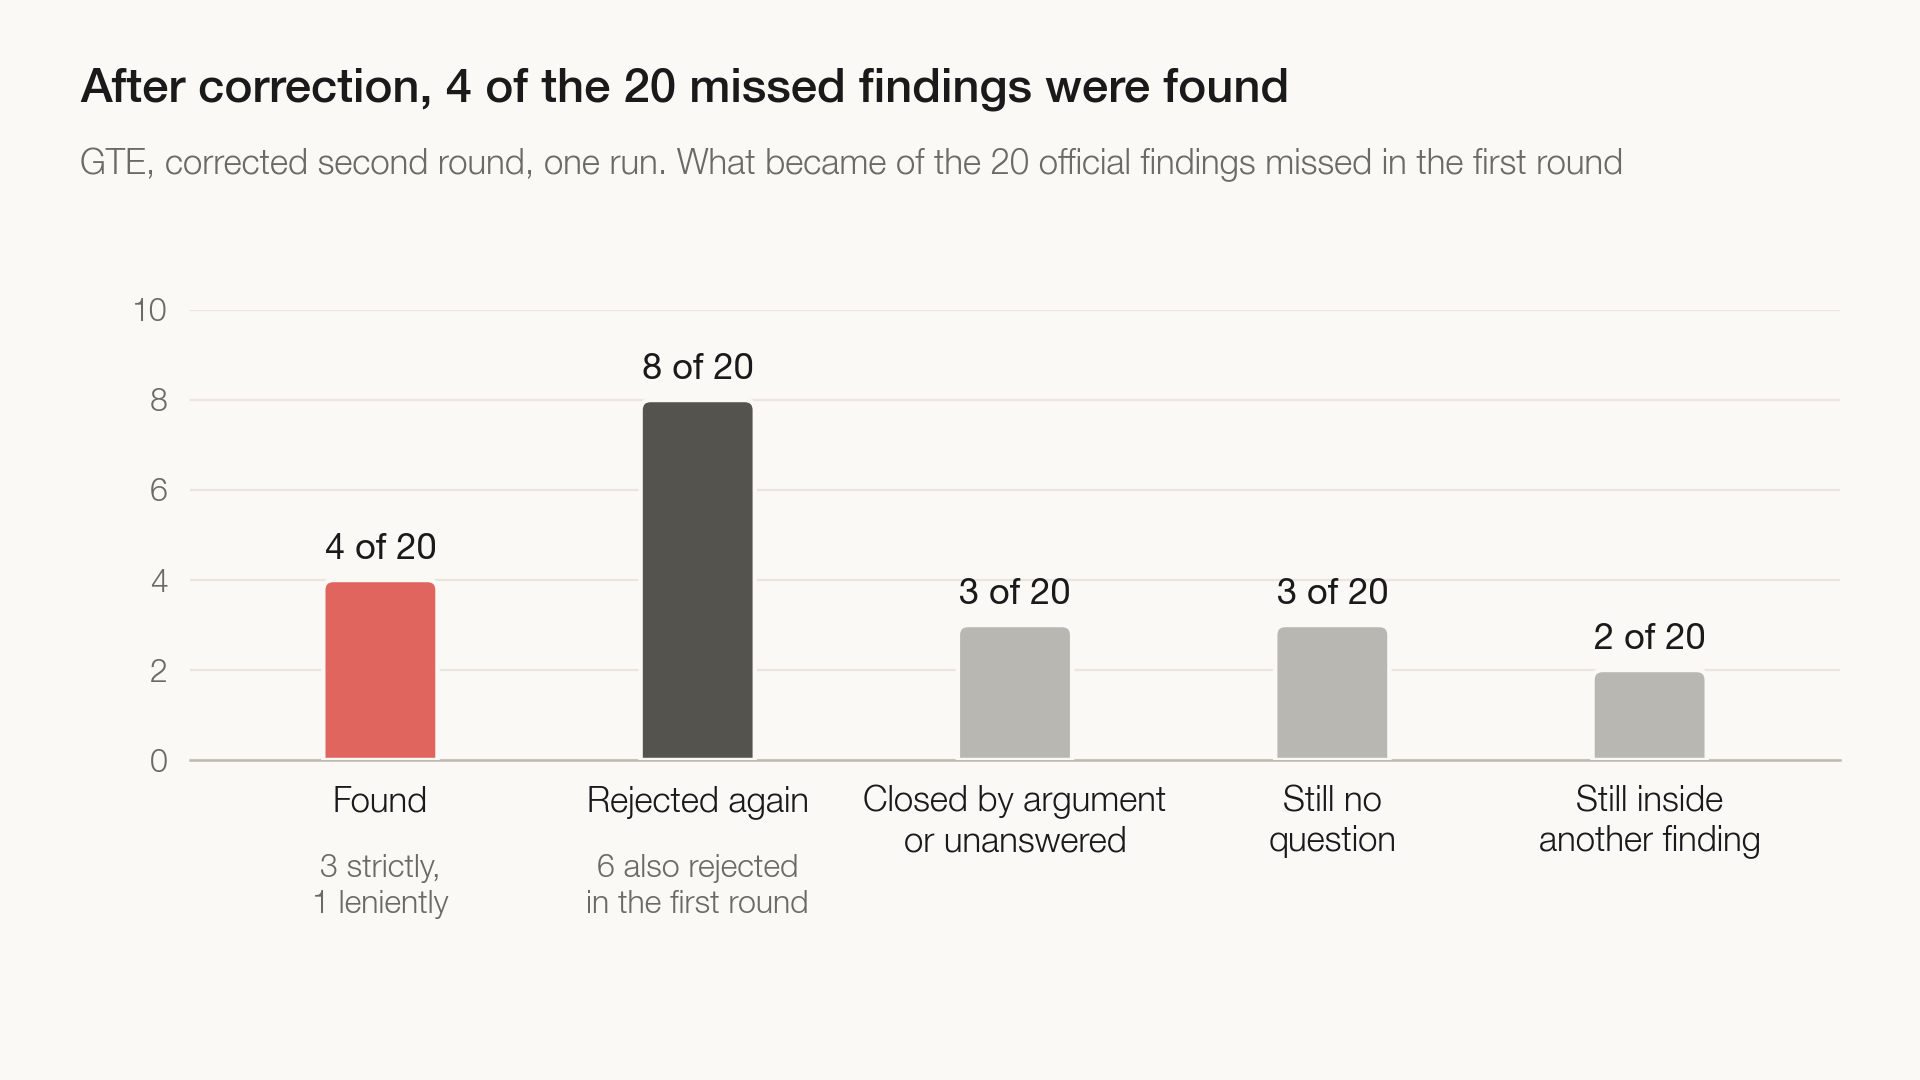 After correction, 4 of the 20 missed findings were found
GTE, corrected second round, one run. What became of the 20 official findings missed in the first round
10
8
6
4
2
0
4 of 20
8 of 20
3 of 20
3 of 20
2 of 20
Found
3 strictly,
1 leniently
Rejected again
6 also rejected
in the first round
Closed by argument
or unanswered
Still no
question
Still inside
another finding